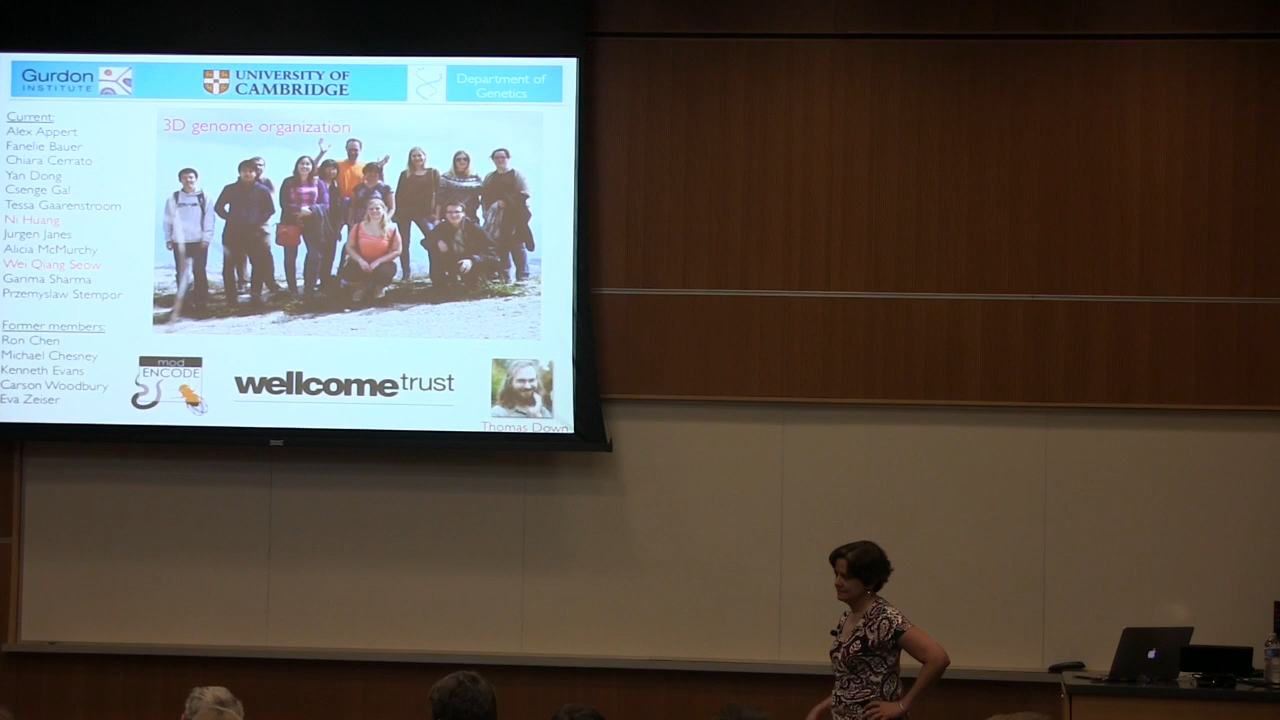 Gurdon
INSTITUTE
UNIVERSITY OF
CAMBRIDGE
Department of
Genetics
Current:
Alex Appert
Fanelie Bauer
Chiara Cerrato
Yan Dong
Csenge Gal
Tessa Gaarenstroom
Ni Huang
Jurgen Janes
Alicia McMurchy
Wei Qiang Seow
Ganma Sharma
Przemyslaw Stempor
Former members:
Ron Chen
Michael Chesney
Kenneth Evans
Carson Woodbury
Eva Zeiser
3D genome organization
mod
ENCODE
wellcome trust
Thomas Down